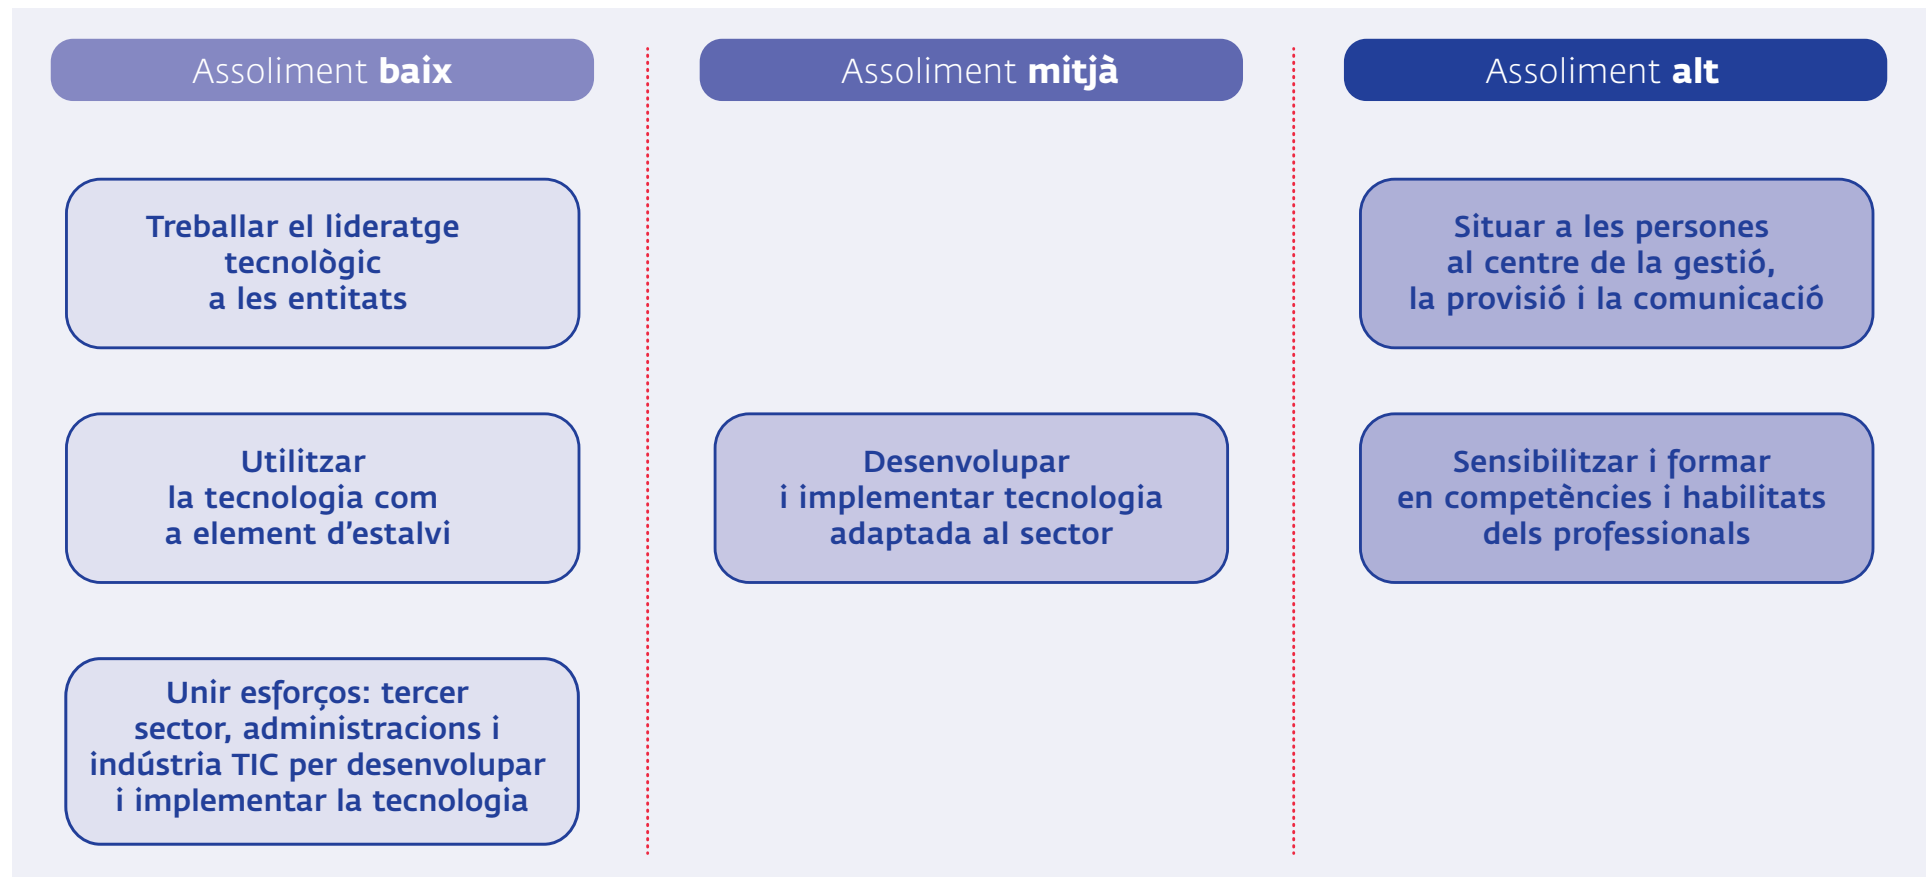 Assoliment baix
Treballar el lideratge
tecnològic
a les entitats
Utilitzar
la tecnologia com
a element d'estalvi
Unir esforços: tercer
sector, administracions i
indústria TIC per desenvolupar
i implementar la tecnologia
Assoliment mitjà
Desenvolupar
i implementar tecnologia
adaptada al sector
Assoliment alt
Situar a les persones
al centre de la gestió,
la provisió i la comunicació
Sensibilitzar i formar
en competències i habilitats
dels professionals